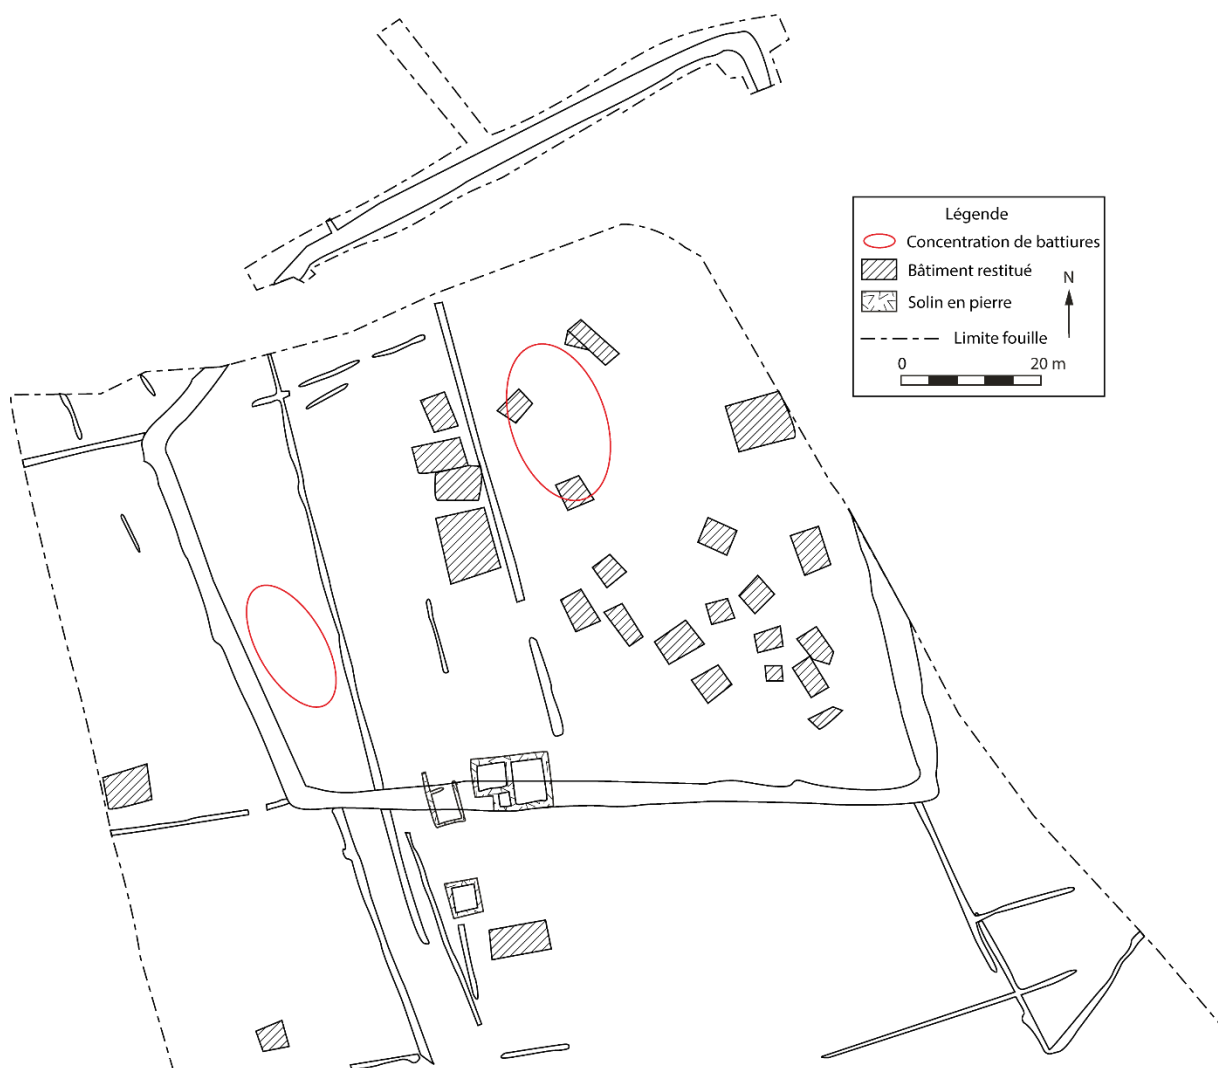 Légende
Concentration de battiures
Bâtiment restitué
Solin en pierre
N
Limite fouille
0 20 m